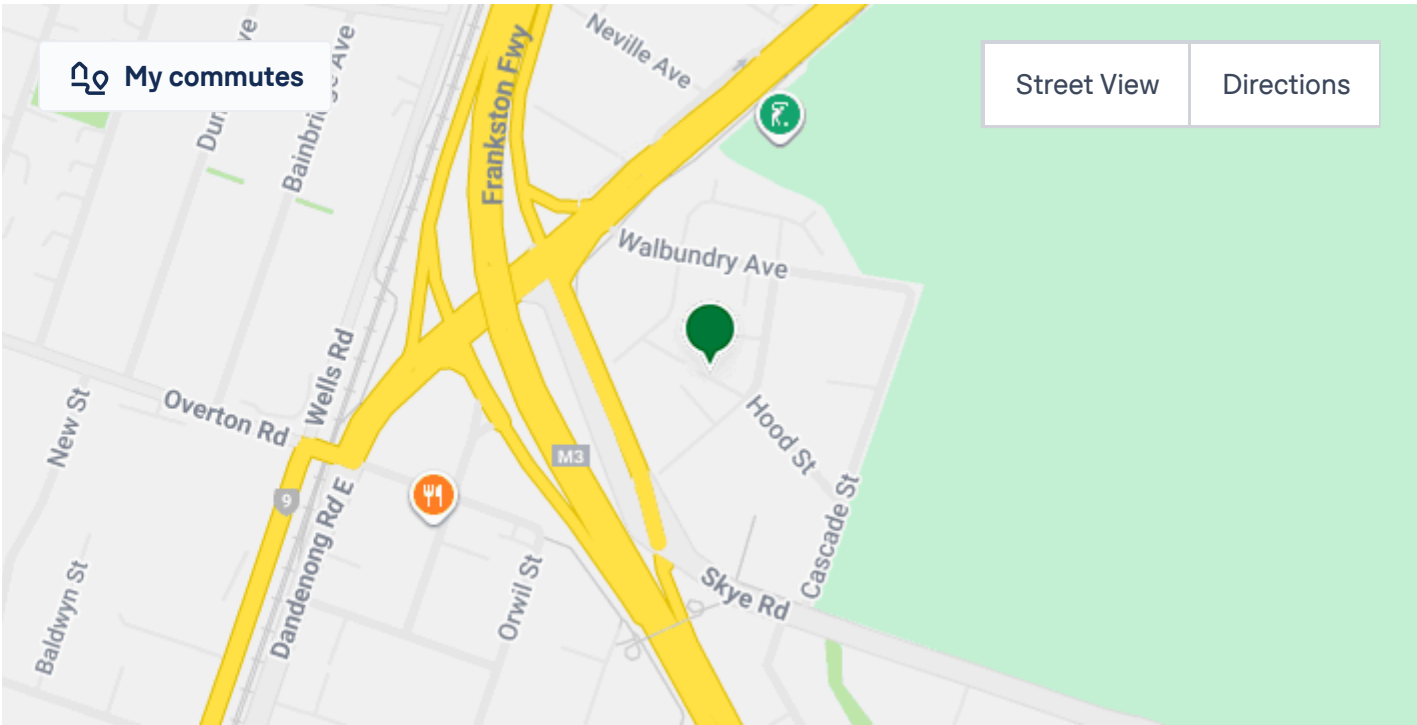 My commutes
Street View
Directions
Neville Ave
Frankston Fwy
Bainbridge Ave
Walbundry Ave
Wells Rd
Overton Rd
New St
Hood St
M3
9
Dandenong Rd E
Cascade St
Orwil St
Skye Rd
Baldwyn St